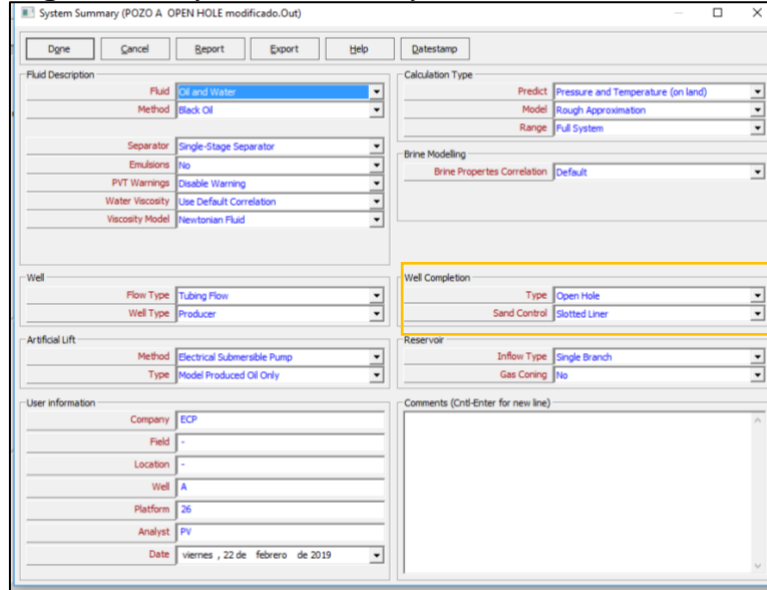 System Summary (POZO A OPEN HOLE modificado.Out)
Done Cancel Report Export Help Datestamp
Fluid Description
Fluid Oil and Water
Method Black Oil
Separator Single-Stage Separator
Emulsions No
PVT Warnings Disable Warning
Water Viscosity Use Default Correlation
Viscosity Model Newtonian Fluid
Calculation Type
Predict Pressure and Temperature (on land)
Model Rough Approximation
Range Full System
Brine Modelling
Brine Propertes Correlation Default
Well
Flow Type Tubing Flow
Well Type Producer
Well Completion
Type Open Hole
Sand Control Slotted Liner
Artificial Lift
Method Electrical Submersible Pump
Type Model Produced Oil Only
Reservoir
Inflow Type Single Branch
Gas Coning No
User information
Company ECP
Field -
Location -
Well A
Platform 26
Analyst PV
Date viernes , 22 de febrero de 2019
Comments (Cntl-Enter for new line)